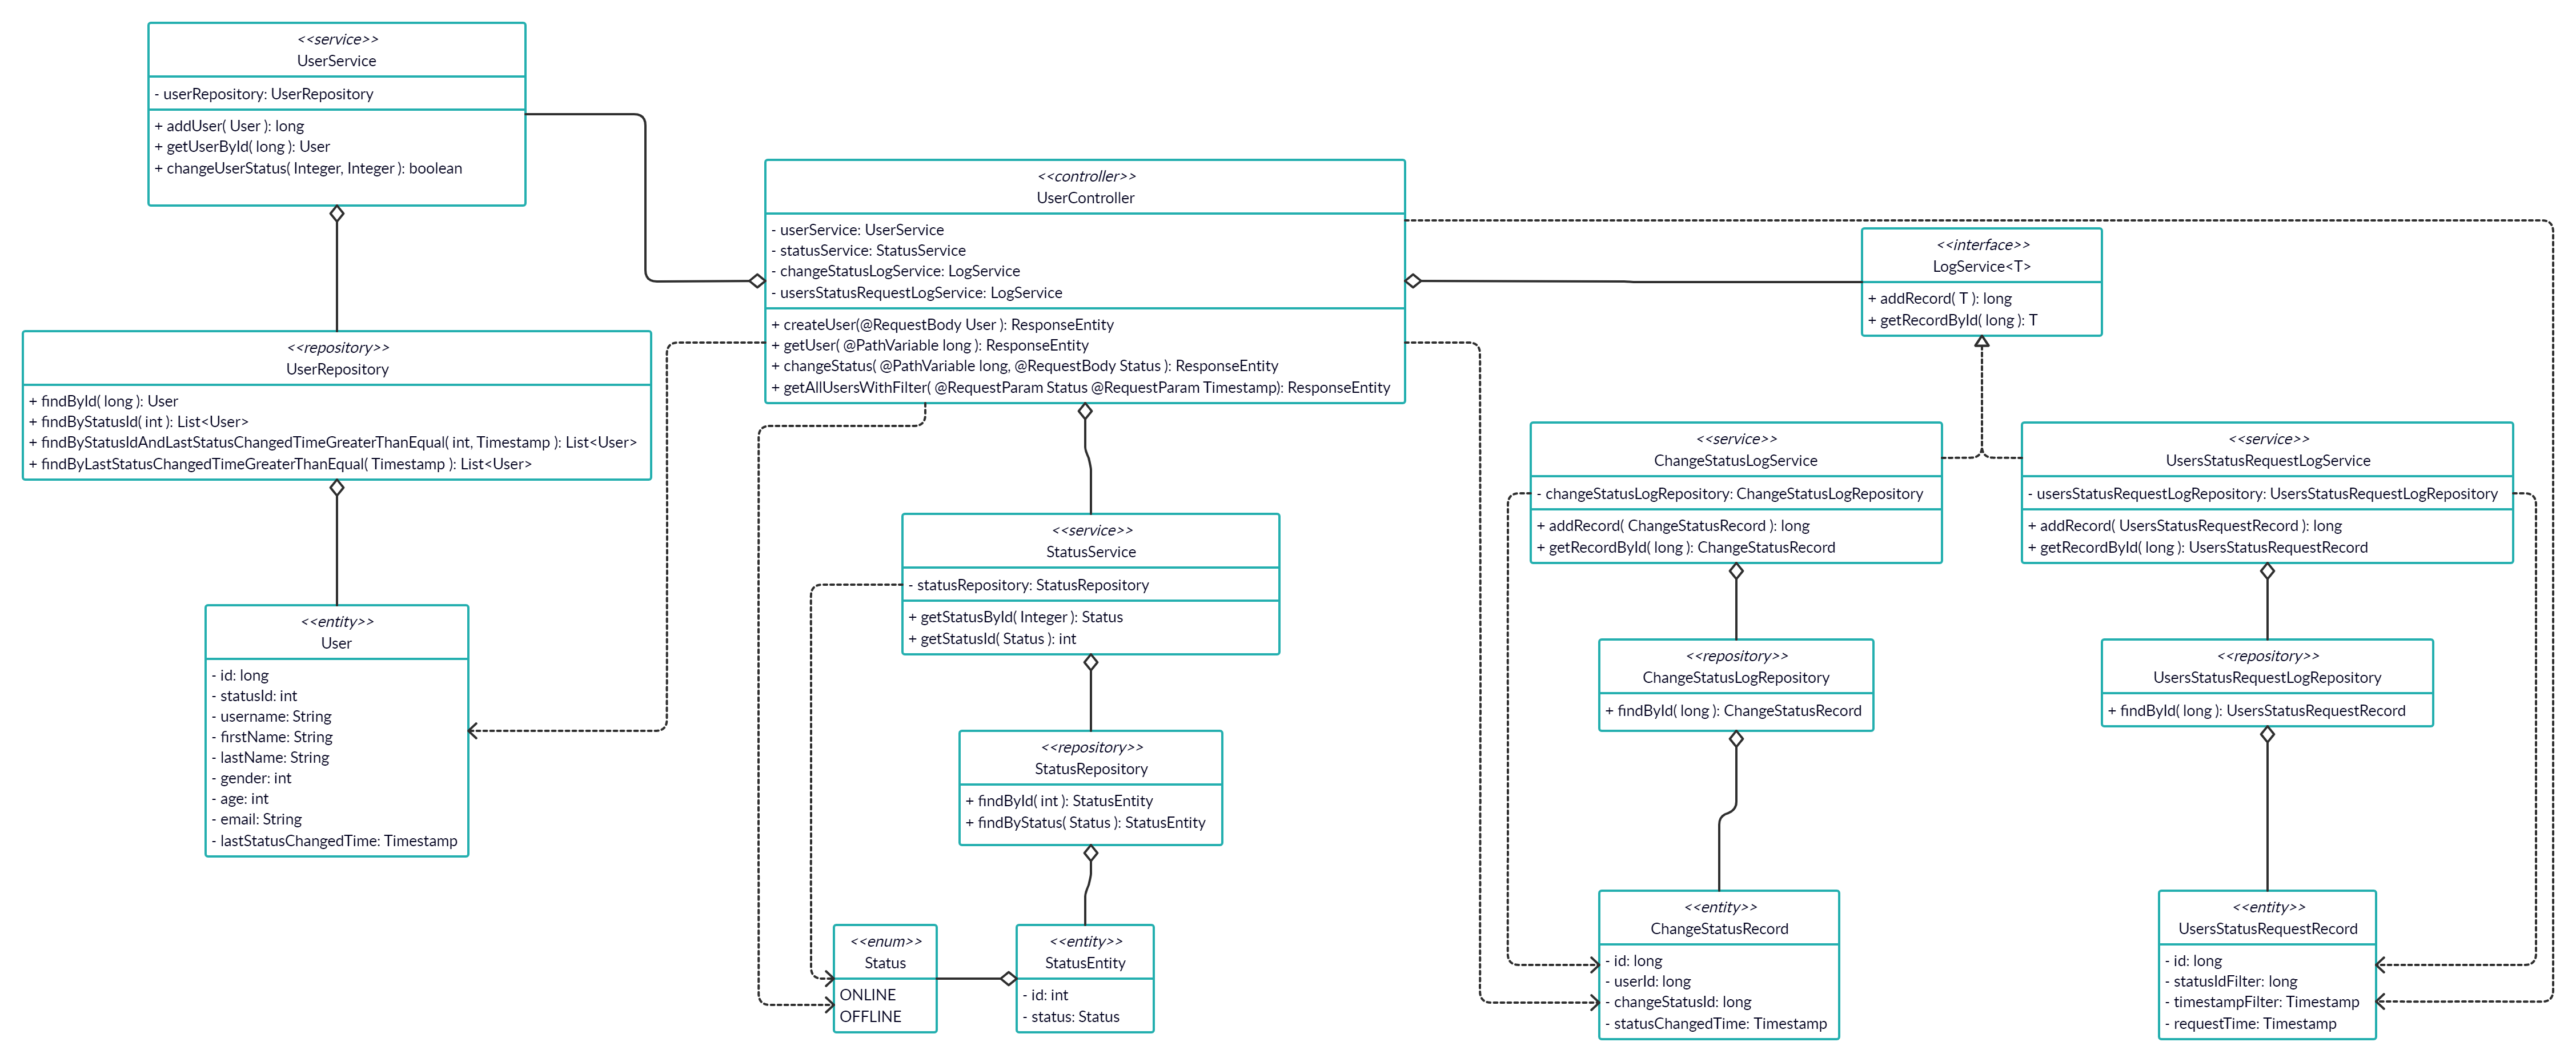 <<service>>
UserService
- userRepository: UserRepository
+ addUser( User ): long
+ getUserById( long ): User
+ changeUserStatus( Integer, Integer ): boolean
<<repository>>
UserRepository
+ findById( long ): User
+ findByStatusId( int ): List<User>
+ findByStatusIdAndLastStatusChangedTimeGreaterThanEqual( int, Timestamp ): List<User>
+ findByLastStatusChangedTimeGreaterThanEqual( Timestamp ): List<User>
<<entity>>
User
- id: long
- statusId: int
- username: String
- firstName: String
- lastName: String
- gender: int
- age: int
- email: String
- lastStatusChangedTime: Timestamp
<<controller>>
UserController
- userService: UserService
- statusService: StatusService
- changeStatusLogService: LogService
- usersStatusRequestLogService: LogService
+ createUser(@RequestBody User ): ResponseEntity
+ getUser( @PathVariable long ): ResponseEntity
+ changeStatus( @PathVariable long, @RequestBody Status ): ResponseEntity
+ getAllUsersWithFilter( @RequestParam Status @RequestParam Timestamp): ResponseEntity
<<service>>
StatusService
- statusRepository: StatusRepository
+ getStatusById( Integer ): Status
+ getStatusId( Status ): int
<<repository>>
StatusRepository
+ findById( int ): StatusEntity
+ findByStatus( Status ): StatusEntity
<<enum>>
Status
ONLINE
OFFLINE
<<entity>>
StatusEntity
- id: int
- status: Status
<<interface>>
LogService<T>
+ addRecord( T ): long
+ getRecordById( long ): T
<<service>>
ChangeStatusLogService
- changeStatusLogRepository: ChangeStatusLogRepository
+ addRecord( ChangeStatusRecord ): long
+ getRecordById( long ): ChangeStatusRecord
<<repository>>
ChangeStatusLogRepository
+ findById( long ): ChangeStatusRecord
<<entity>>
ChangeStatusRecord
- id: long
- userId: long
- changeStatusId: long
- statusChangedTime: Timestamp
<<service>>
UsersStatusRequestLogService
- usersStatusRequestLogRepository: UsersStatusRequestLogRepository
+ addRecord( UsersStatusRequestRecord ): long
+ getRecordById( long ): UsersStatusRequestRecord
<<repository>>
UsersStatusRequestLogRepository
+ findById( long ): UsersStatusRequestRecord
<<entity>>
UsersStatusRequestRecord
- id: long
- statusIdFilter: long
- timestampFilter: Timestamp
- requestTime: Timestamp